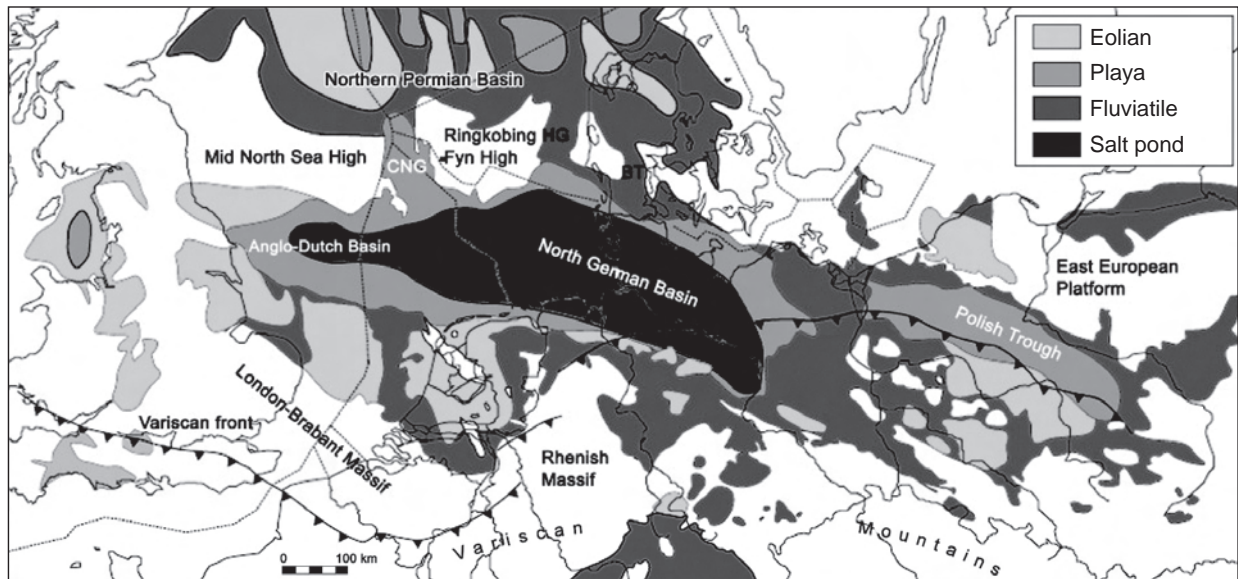 Eolian
Playa
Fluviatile
Salt pond
Northern Permian Basin
Mid North Sea High
CNG
Ringkobing HG
Fyn High
BT
Anglo-Dutch Basin
North German Basin
East European
Platform
Polish Trough
London-Brabant Massif
Variscan front
Rhenish
Massif
Variscan
Mountains
0 100 km